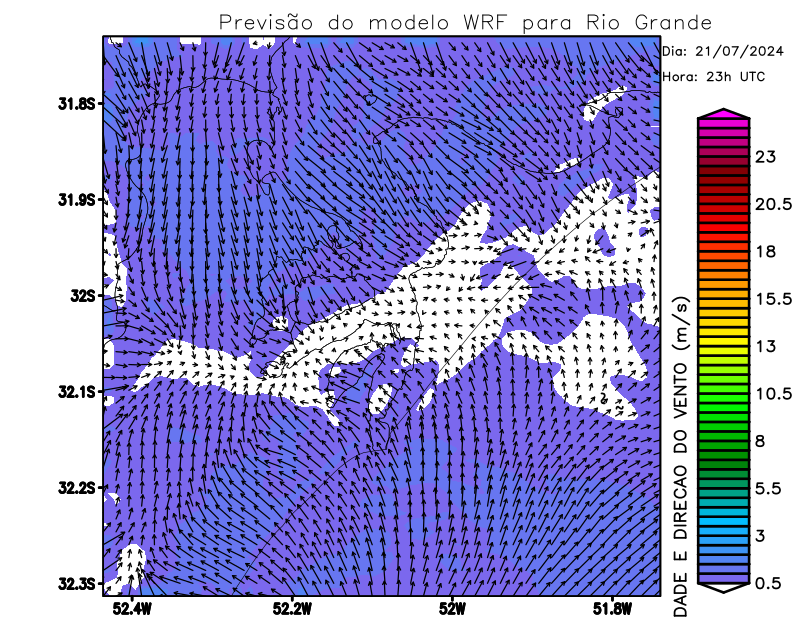 Previsão do modelo WRF para Rio Grande
Dia: 21/07/2024
Hora: 23h UTC
31.8S
31.9S
32S
32.1S
32.2S
32.3S
52.4W
52.2W
52W
51.8W
23
20.5
18
15.5
13
10.5
8
5.5
3
0.5
DADE E DIRECAO DO VENTO (m/s)